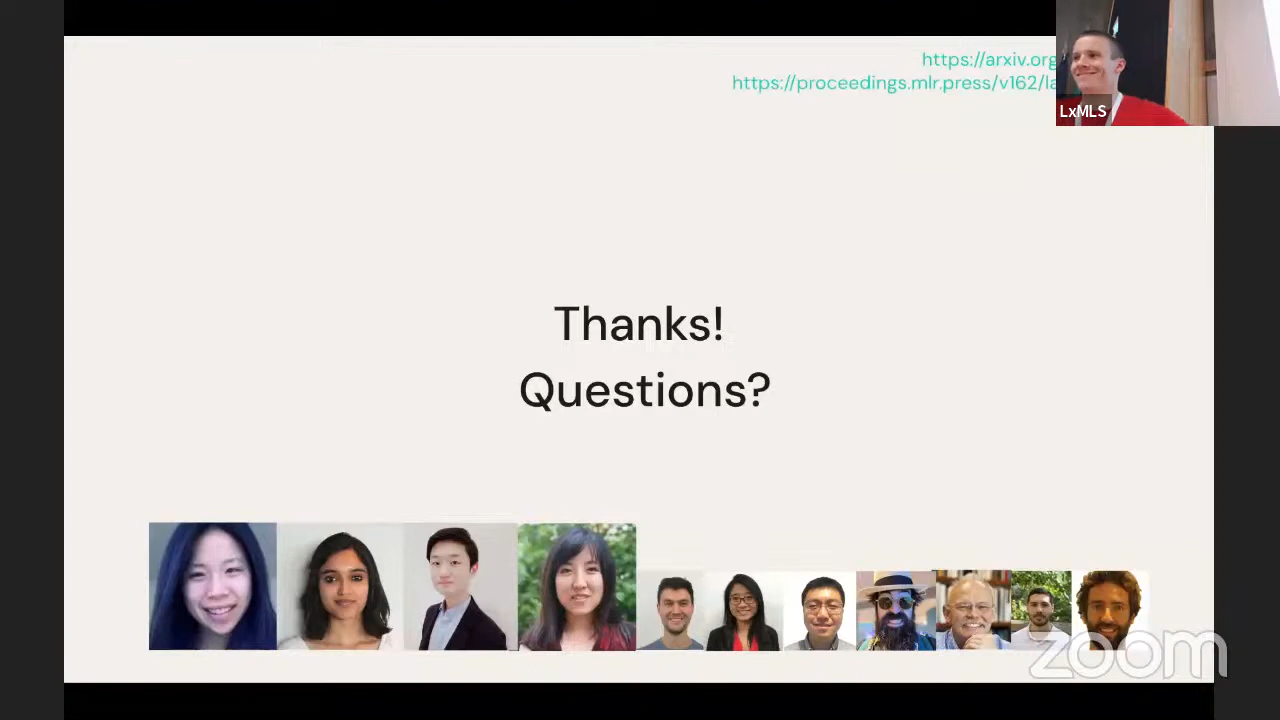 https://arxiv.org
https://proceedings.mlr.press/v162/la
LxMLS
Thanks!
Questions?
zoom